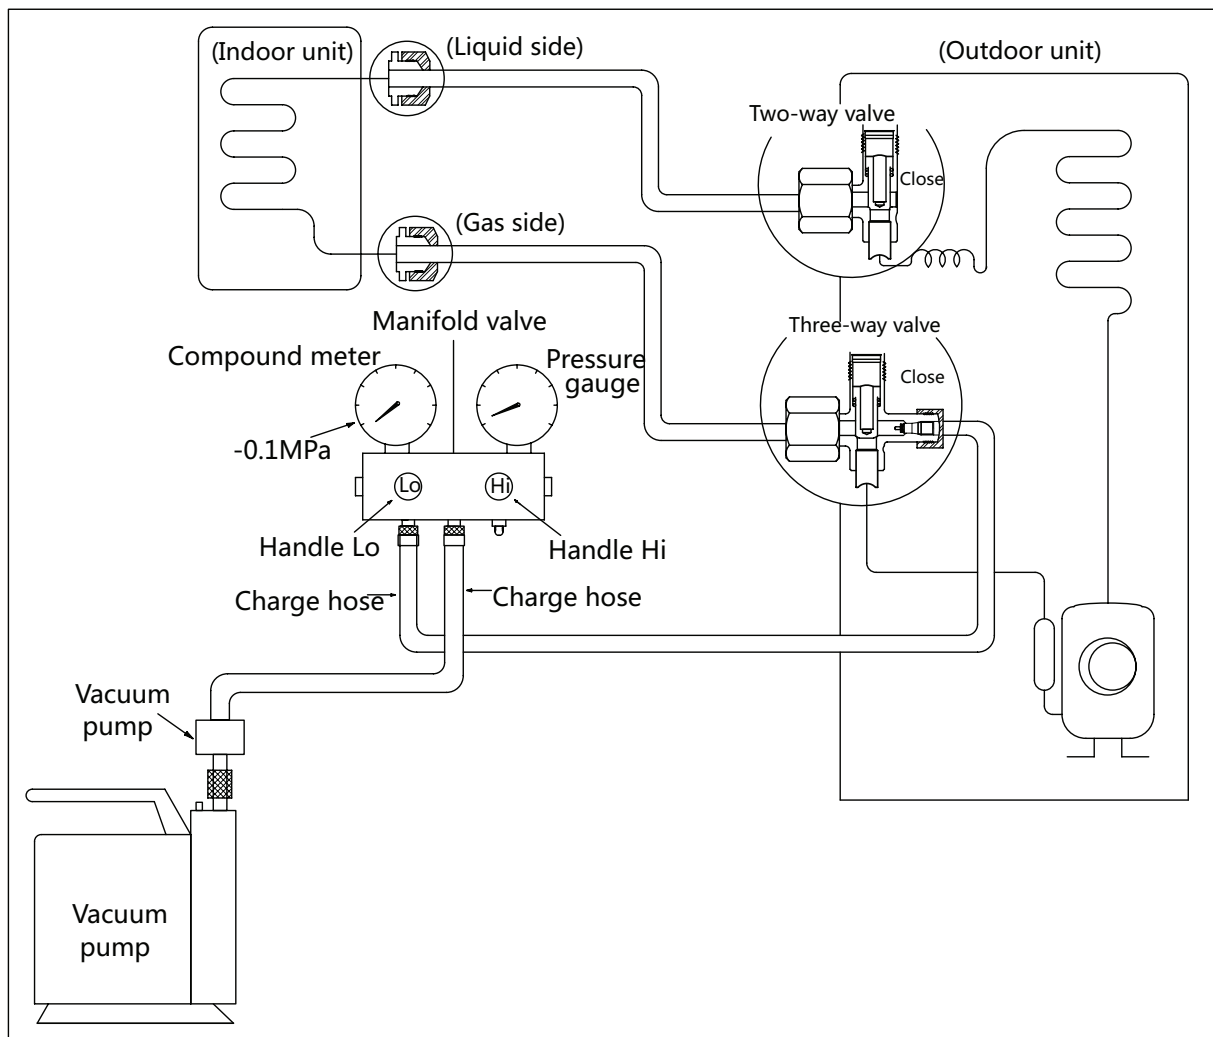 (Indoor unit)
(Liquid side)
(Outdoor unit)
Two-way valve
Close
(Gas side)
Manifold valve
Three-way valve
Compound meter
Pressure
gauge
Close
-0.1MPa
Lo
Hi
Handle Lo
Handle Hi
Charge hose
Charge hose
Vacuum
pump
Vacuum
pump